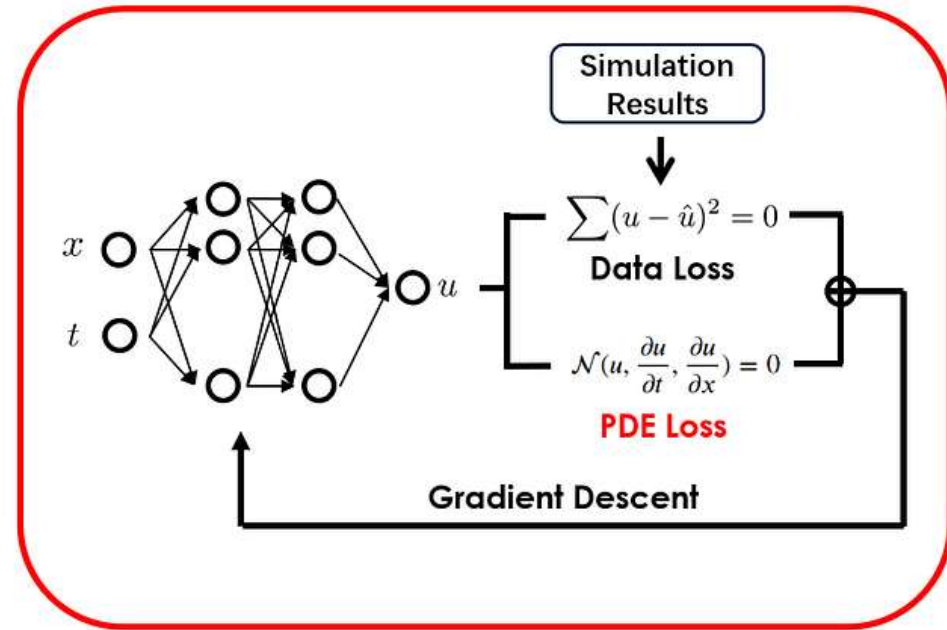 Simulation
Results
x
t
u
∑(u − û)² = 0
Data Loss
𝒩(u, ∂u/∂t, ∂u/∂x) = 0
PDE Loss
Gradient Descent